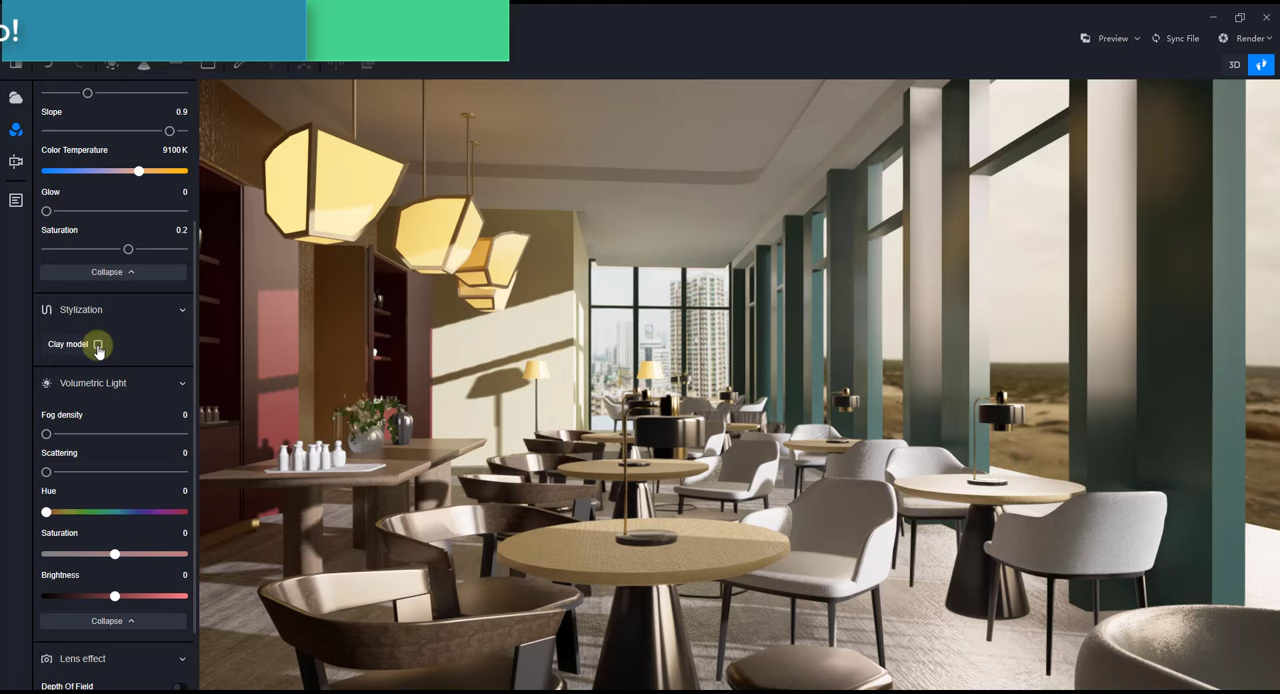 o!
Preview
Sync File
Render
3D
Slope 0.9
Color Temperature 9100 K
Glow 0
Saturation 0.2
Collapse
Stylization
Clay model
Volumetric Light
Fog density 0
Scattering 0
Hue 0
Saturation 0
Brightness 0
Collapse
Lens effect
Depth Of Field